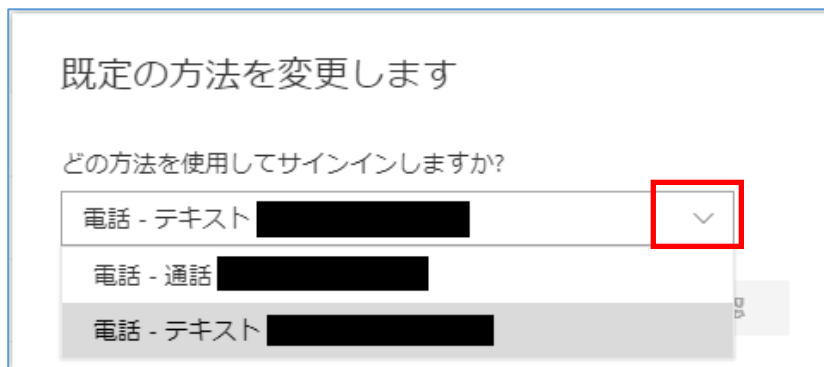 既定の方法を変更します
どの方法を使用してサインインしますか?
電話 - テキスト
電話 - 通話
電話 - テキスト